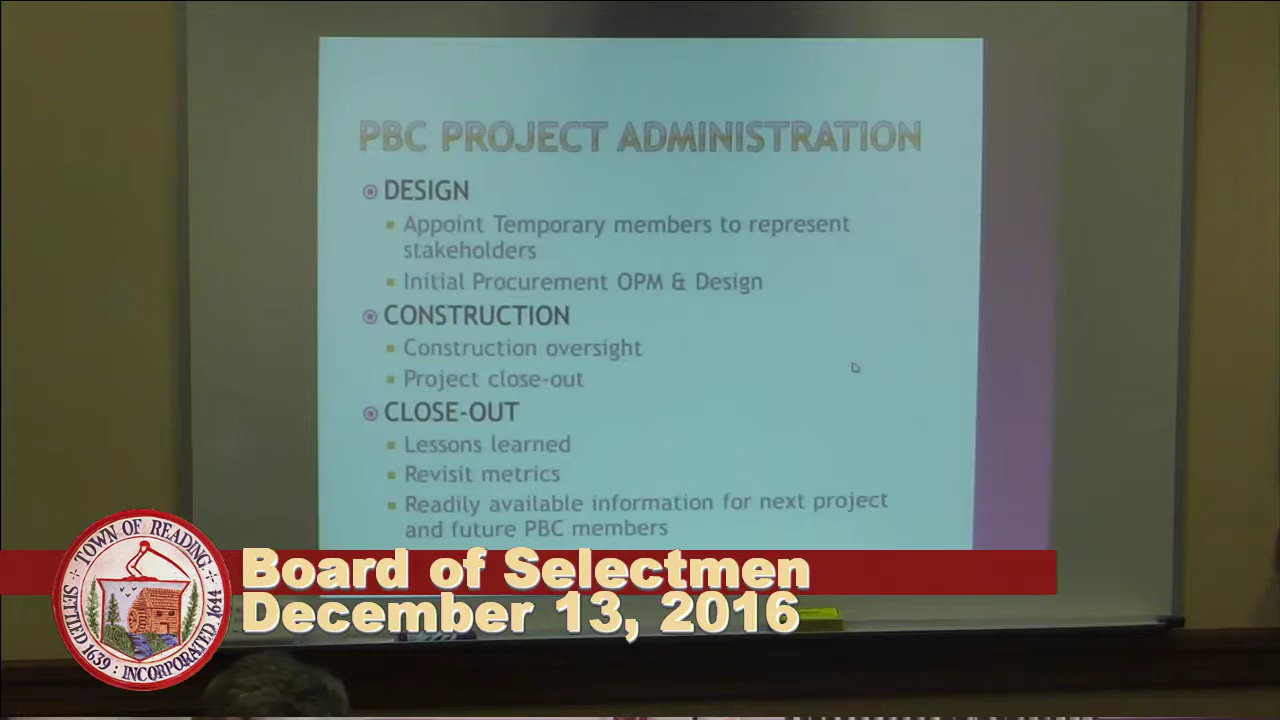 PBC PROJECT ADMINISTRATION
DESIGN
Appoint Temporary members to represent
stakeholders
Initial Procurement OPM & Design
CONSTRUCTION
Construction oversight
Project close-out
CLOSE-OUT
Lessons learned
Revisit metrics
Readily available information for next project
and future PBC members
TOWN OF READING
SETTLED 1639 : INCORPORATED 1644
Board of Selectmen
December 13, 2016